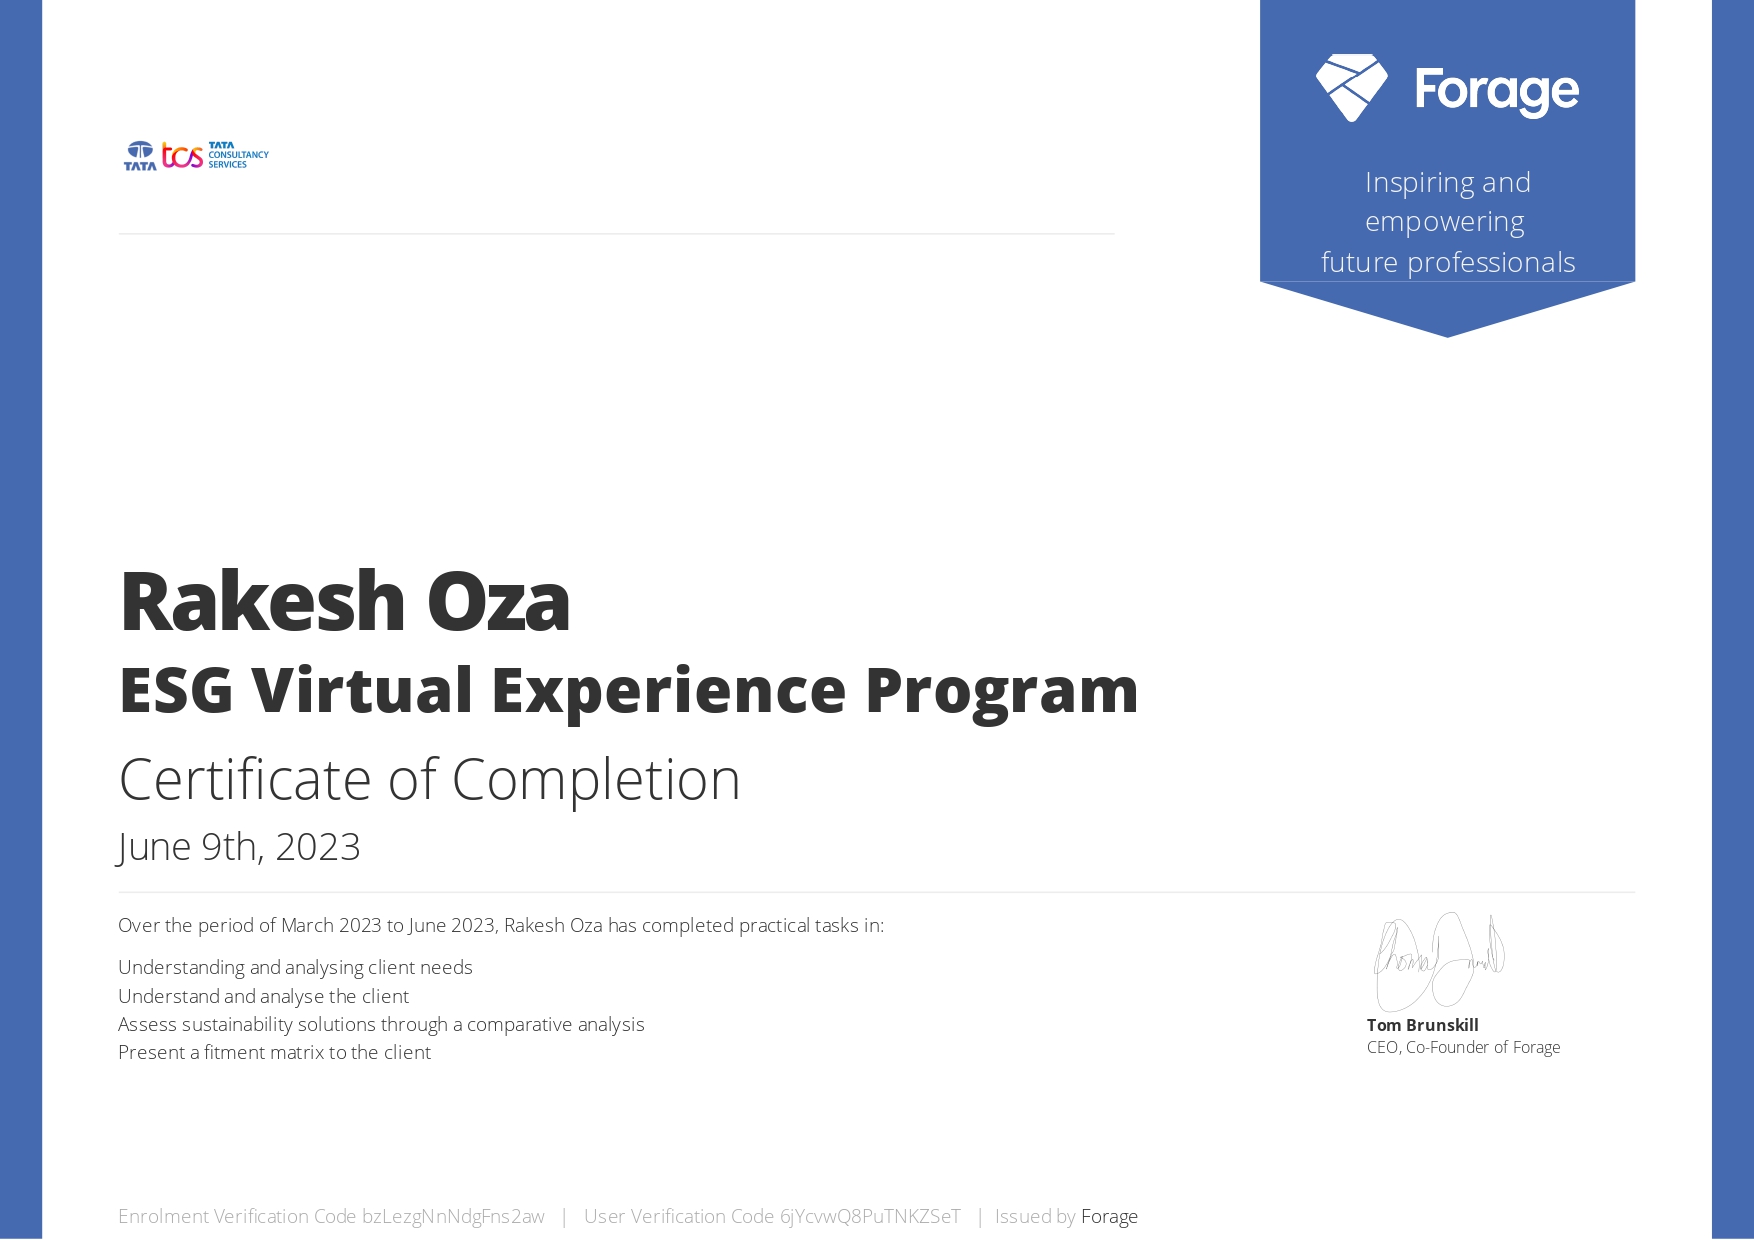 TATA
tcs
TATA
CONSULTANCY
SERVICES
Forage
Inspiring and
empowering
future professionals
Rakesh Oza
ESG Virtual Experience Program
Certificate of Completion
June 9th, 2023
Over the period of March 2023 to June 2023, Rakesh Oza has completed practical tasks in:
Understanding and analysing client needs
Understand and analyse the client
Assess sustainability solutions through a comparative analysis
Present a fitment matrix to the client
Tom Brunskill
CEO, Co-Founder of Forage
Enrolment Verification Code bzLezgNnNdgFns2aw | User Verification Code 6jYcvwQ8PuTNKZSeT | Issued by Forage